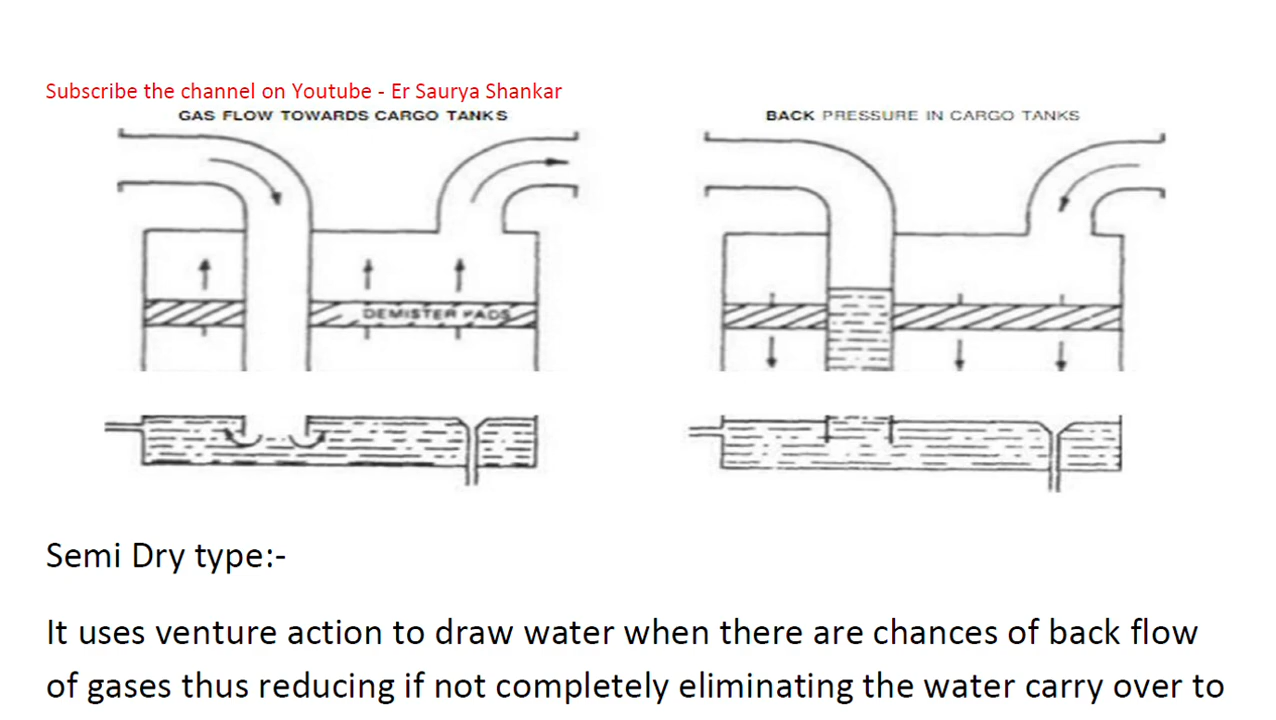 Subscribe the channel on Youtube - Er Saurya Shankar
GAS FLOW TOWARDS CARGO TANKS
BACK PRESSURE IN CARGO TANKS
DEMISTER PADS
Semi Dry type:-
It uses venture action to draw water when there are chances of back flow
of gases thus reducing if not completely eliminating the water carry over to